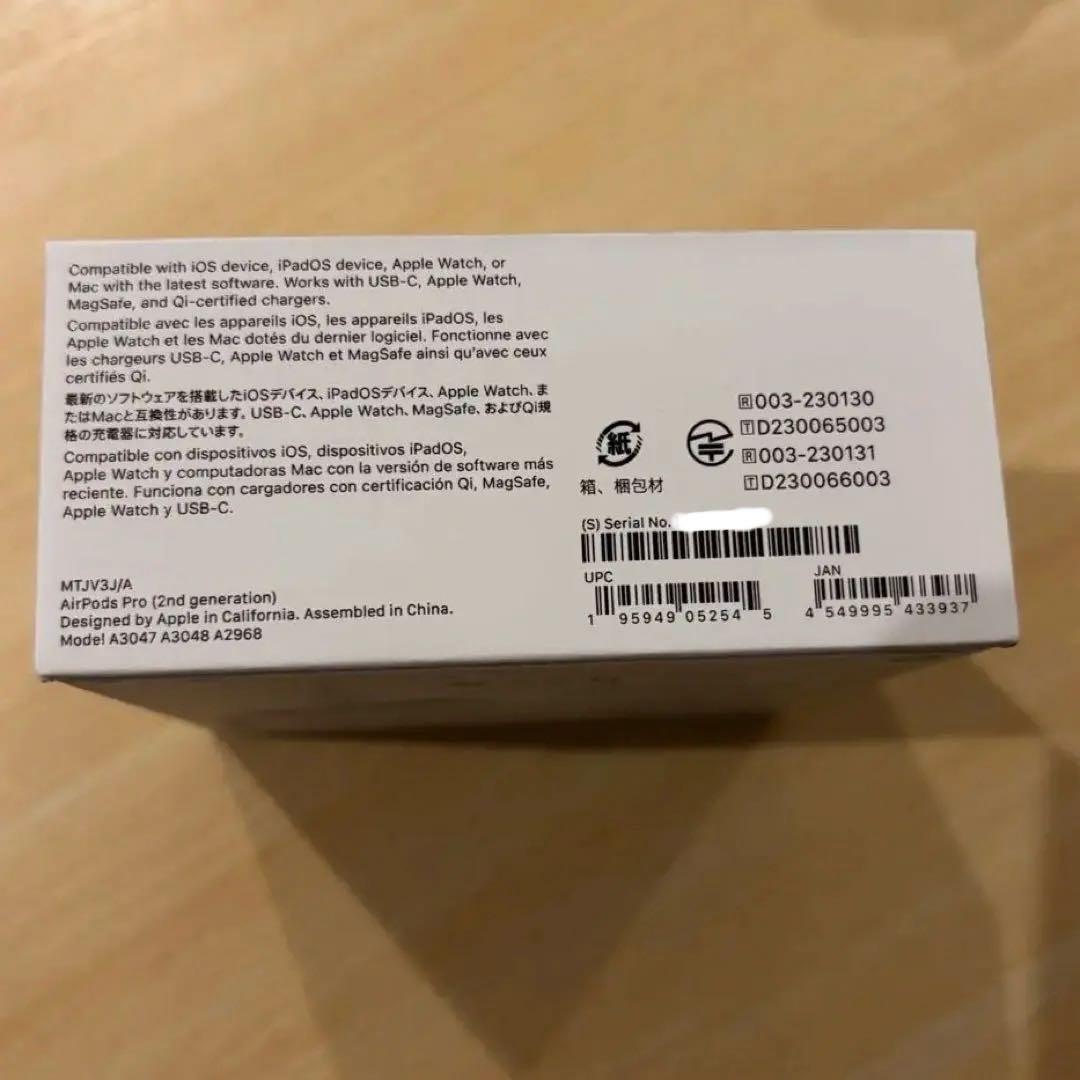 Compatible with iOS device, iPadOS device, Apple Watch, or
Mac with the latest software. Works with USB-C, Apple Watch,
MagSafe, and Qi-certified chargers.
Compatible avec les appareils iOS, les appareils iPadOS, les
Apple Watch et les Mac dotés du dernier logiciel. Fonctionne avec
les chargeurs USB-C, Apple Watch et MagSafe ainsi qu'avec ceux
certifiés Qi.
最新のソフトウェアを搭載したiOSデバイス、iPadOSデバイス、Apple Watch、ま
たはMacと互換性があります。USB-C、Apple Watch、MagSafe、およびQi規
格の充電器に対応しています。
Compatible con dispositivos iOS, dispositivos iPadOS,
Apple Watch y computadoras Mac con la versión de software más
reciente. Funciona con cargadores con certificación Qi, MagSafe,
Apple Watch y USB-C.
MTJV3J/A
AirPods Pro (2nd generation)
Designed by Apple in California. Assembled in China.
Model A3047 A3048 A2968
紙
箱、梱包材
R 003-230130
T D230065003
R 003-230131
T D230066003
(S) Serial No.
UPC
1 95949 05254 5
JAN
4 549995 433937